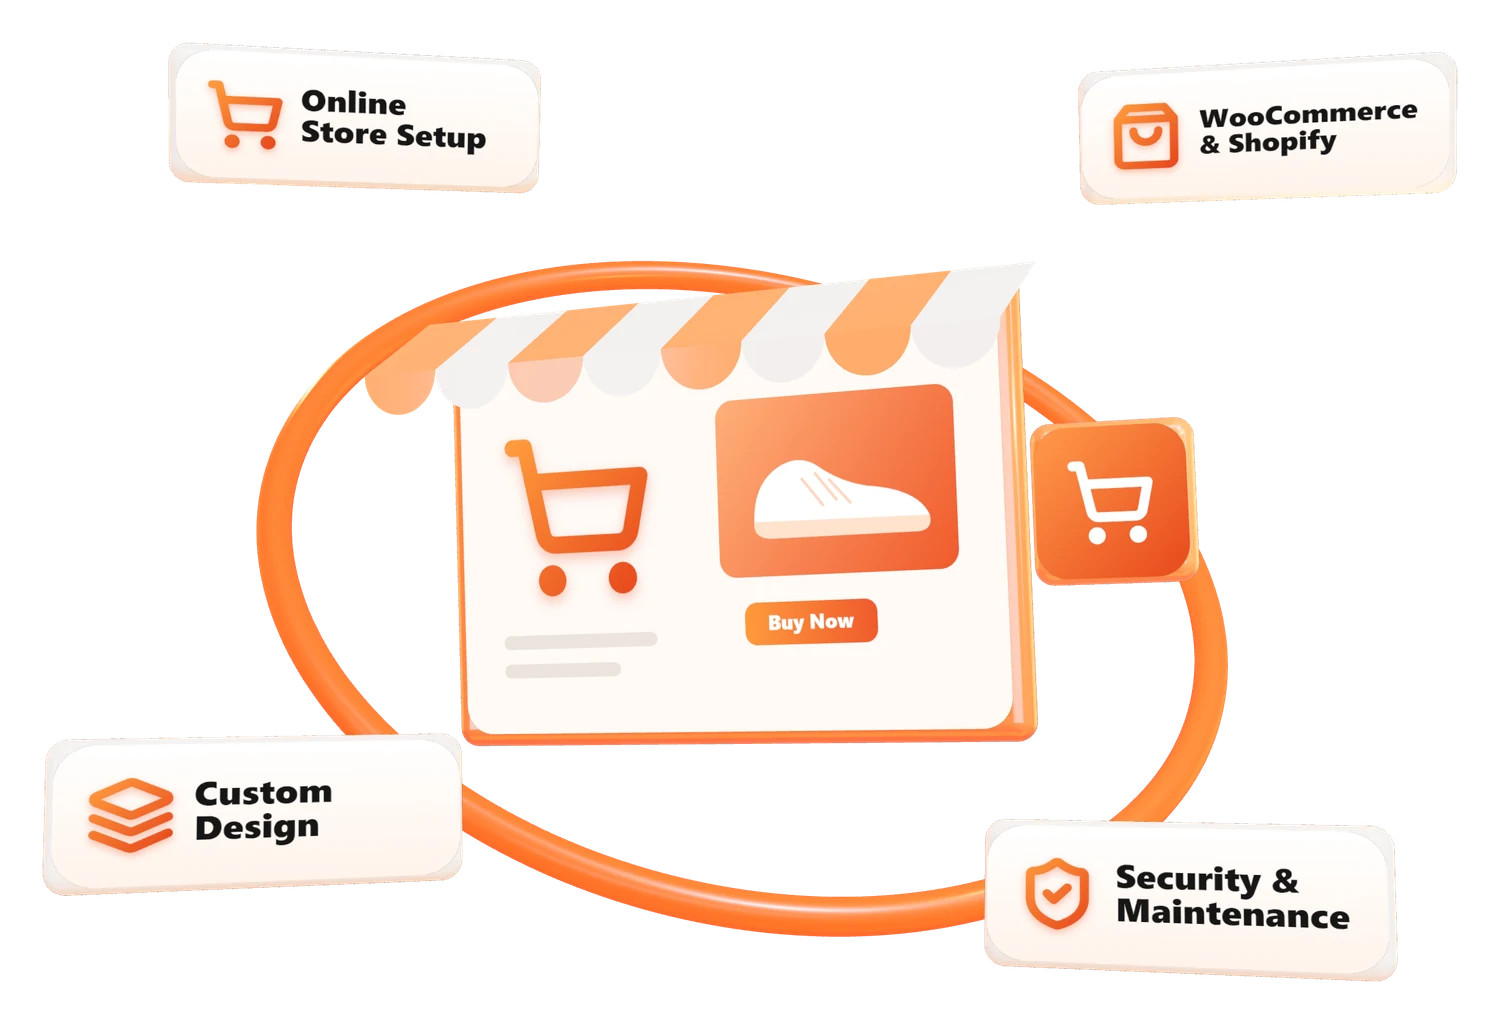 Online
Store Setup
WooCommerce
& Shopify
Buy Now
Custom
Design
Security &
Maintenance